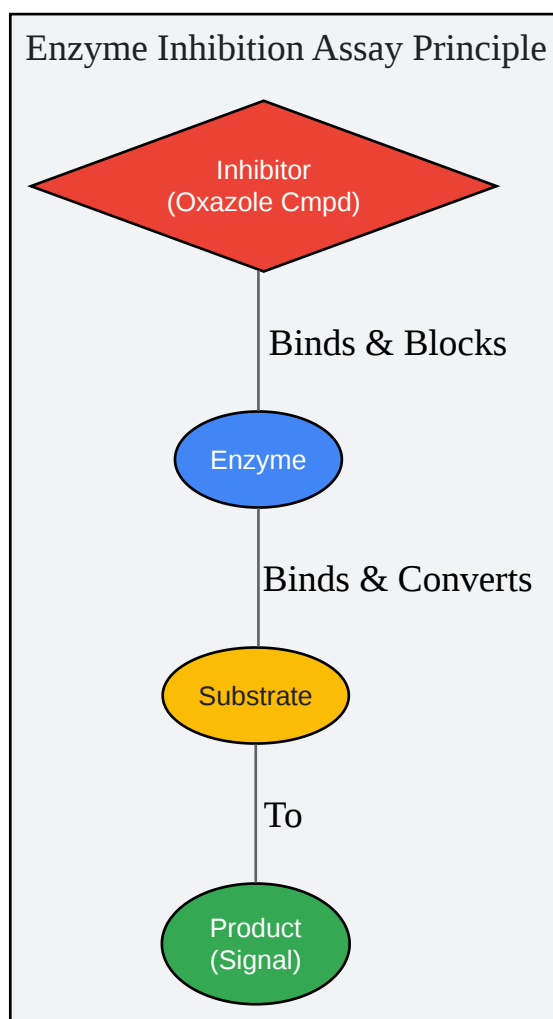 Enzyme Inhibition Assay Principle
Inhibitor
(Oxazole Cmpd)
Binds & Blocks
Enzyme
Binds & Converts
Substrate
To
Product
(Signal)